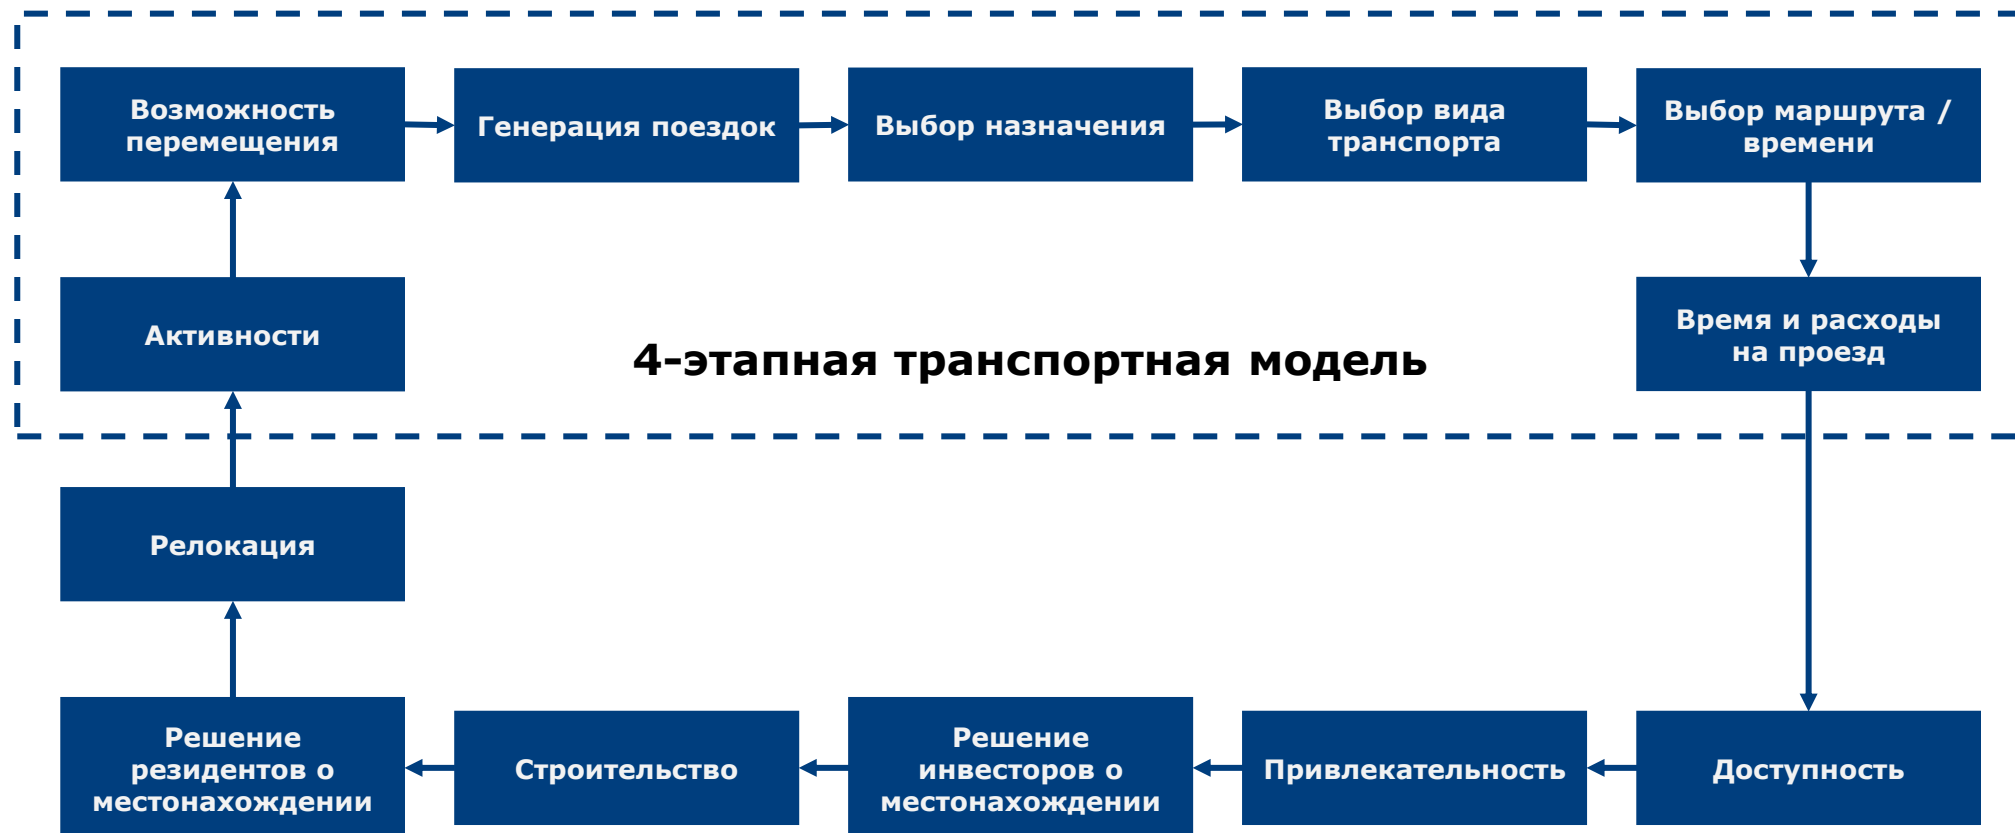 Возможность
перемещения
Генерация поездок
Выбор назначения
Выбор вида
транспорта
Выбор маршрута /
времени
Активности
4-этапная транспортная модель
Время и расходы
на проезд
Релокация
Решение
резидентов о
местонахождении
Строительство
Решение
инвесторов о
местонахождении
Привлекательность
Доступность